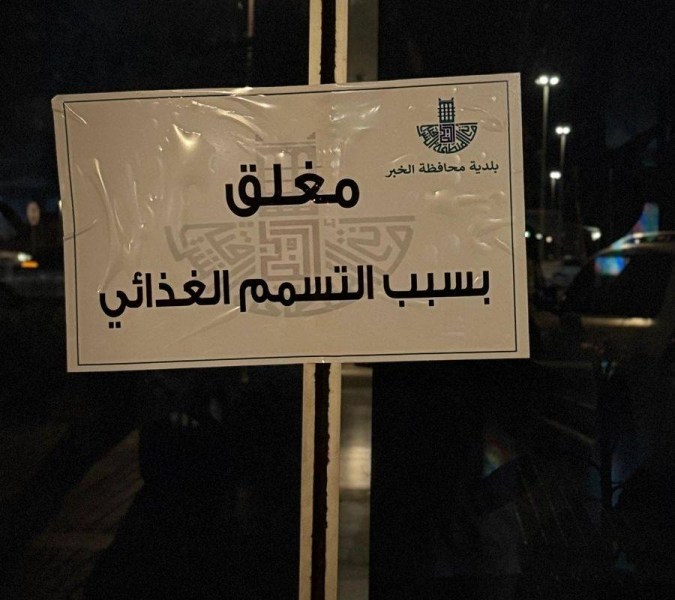 بلدية محافظة الخبر
مغلق
بسبب التسمم الغذائي